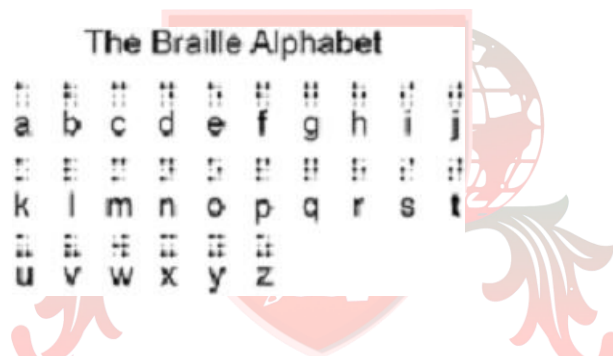 The Braille Alphabet
a b c d e f g h i j
k l m n o p q r s t
u v w x y z